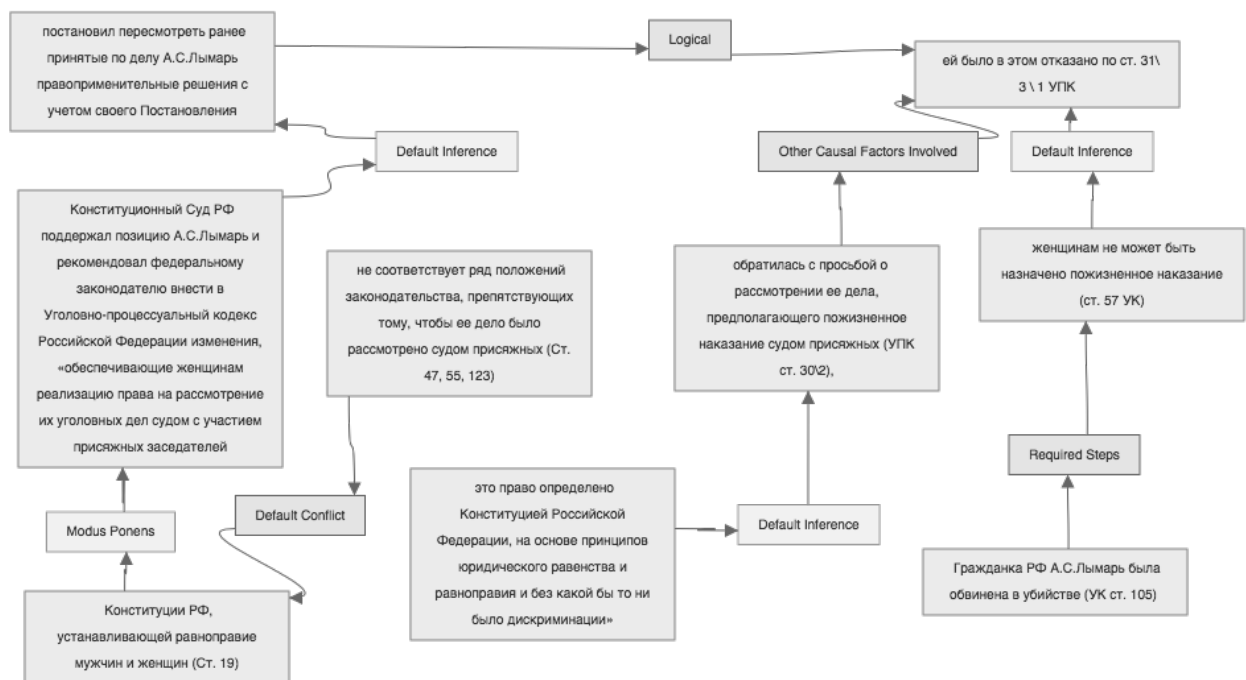 постановил пересмотреть ранее
принятые по делу А.С.Лымарь
правоприменительные решения с
учетом своего Постановления
Logical
ей было в этом отказано по ст. 31\
3 \ 1 УПК
Default Inference
Other Causal Factors Involved
Default Inference
Конституционный Суд РФ
поддержал позицию А.С.Лымарь и
рекомендовал федеральному
законодателю внести в
Уголовно-процессуальный кодекс
Российской Федерации изменения,
«обеспечивающие женщинам
реализацию права на рассмотрение
их уголовных дел судом с участием
присяжных заседателей
не соответствует ряд положений
законодательства, препятствующих
тому, чтобы ее дело было
рассмотрено судом присяжных (Ст.
47, 55, 123)
обратилась с просьбой о
рассмотрении ее дела,
предполагающего пожизненное
наказание судом присяжных (УПК
ст. 30\2),
женщинам не может быть
назначено пожизненное наказание
(ст. 57 УК)
Required Steps
Modus Ponens
Default Conflict
это право определено
Конституцией Российской
Федерации, на основе принципов
юридического равенства и
равноправия и без какой бы то ни
было дискриминации»
Default Inference
Гражданка РФ А.С.Лымарь была
обвинена в убийстве (УК ст. 105)
Конституции РФ,
устанавливающей равноправие
мужчин и женщин (Ст. 19)